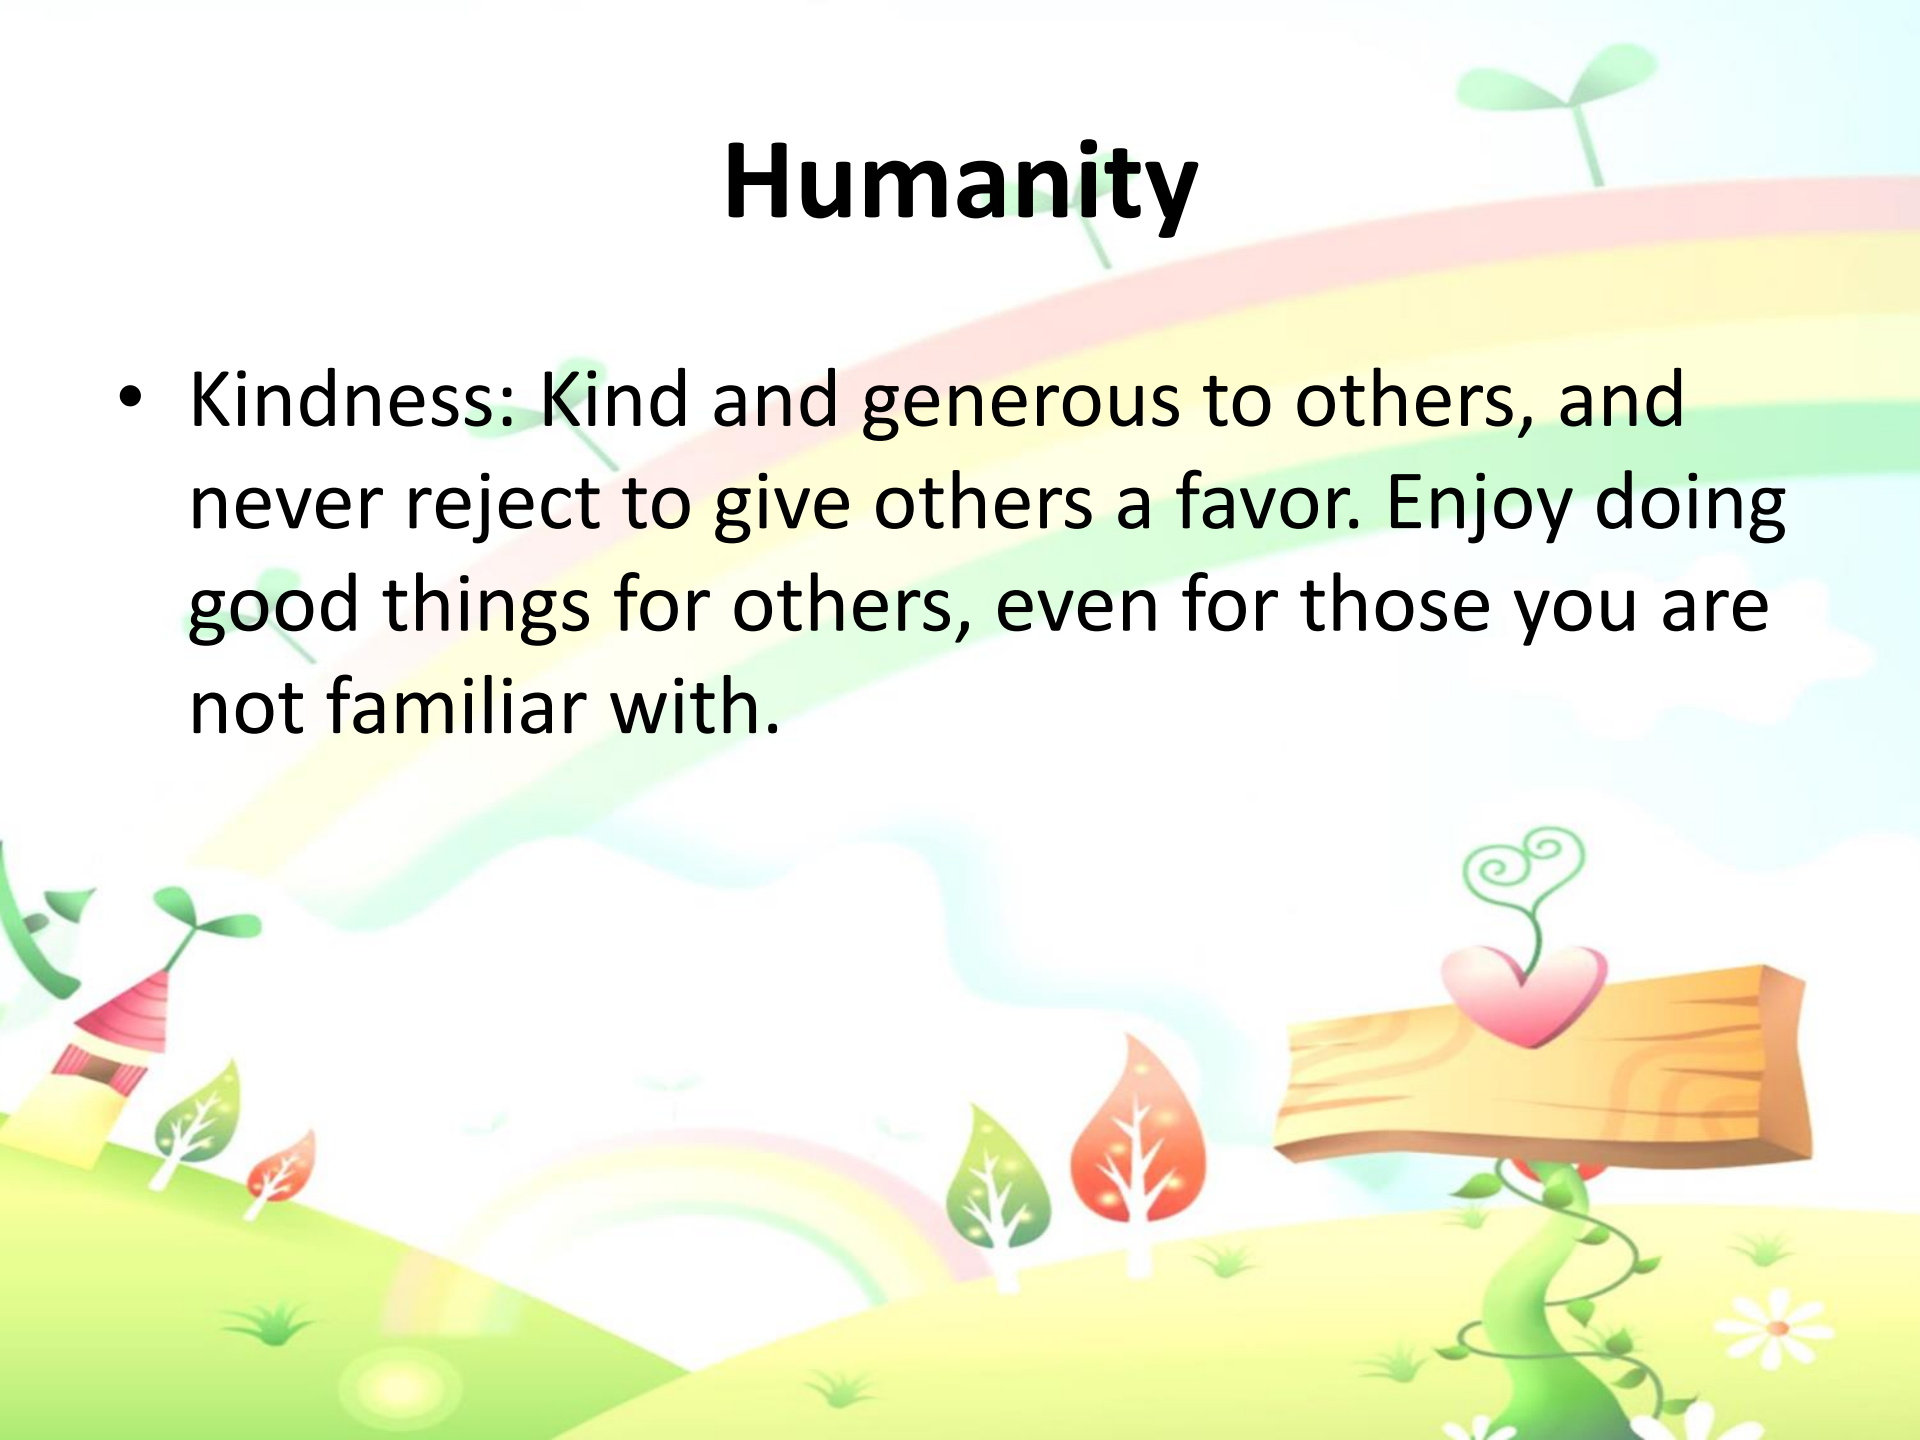 Humanity
• Kindness: Kind and generous to others, and
never reject to give others a favor. Enjoy doing
good things for others, even for those you are
not familiar with.